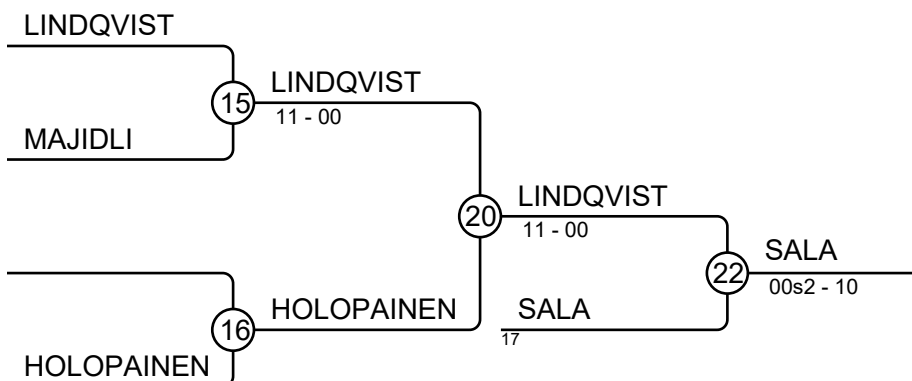 LINDQVIST
15
LINDQVIST
11 - 00
MAJIDLI
20
LINDQVIST
11 - 00
22
SALA
00s2 - 10
16
HOLOPAINEN
SALA
17
HOLOPAINEN